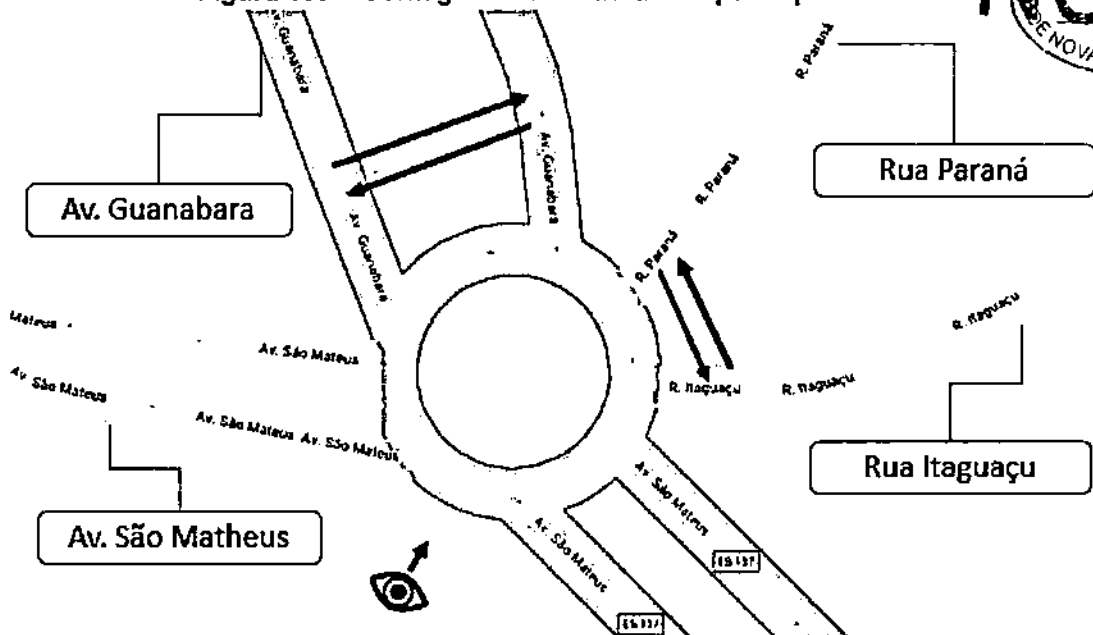 Av. Guanabara
R. Paraná
DE NOVA
Av. Guanabara
Rua Paraná
R. Paraná
Av. Guanabara
Av. Guanabara
R. Paraná
Mateus
Av. São Mateus
R. Itaguaçu
Av. São Mateus
R. Itaguaçu
R. Itaguaçu
Av. São Mateus
Av. São Mateus
Rua Itaguaçu
Av. São Mateus
Av. São Matheus
Av. São Mateus